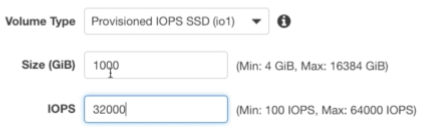 Volume Type Provisioned IOPS SSD (io1)
Size (GiB) 1000 (Min: 4 GiB, Max: 16384 GiB)
IOPS 32000 (Min: 100 IOPS, Max: 64000 IOPS)